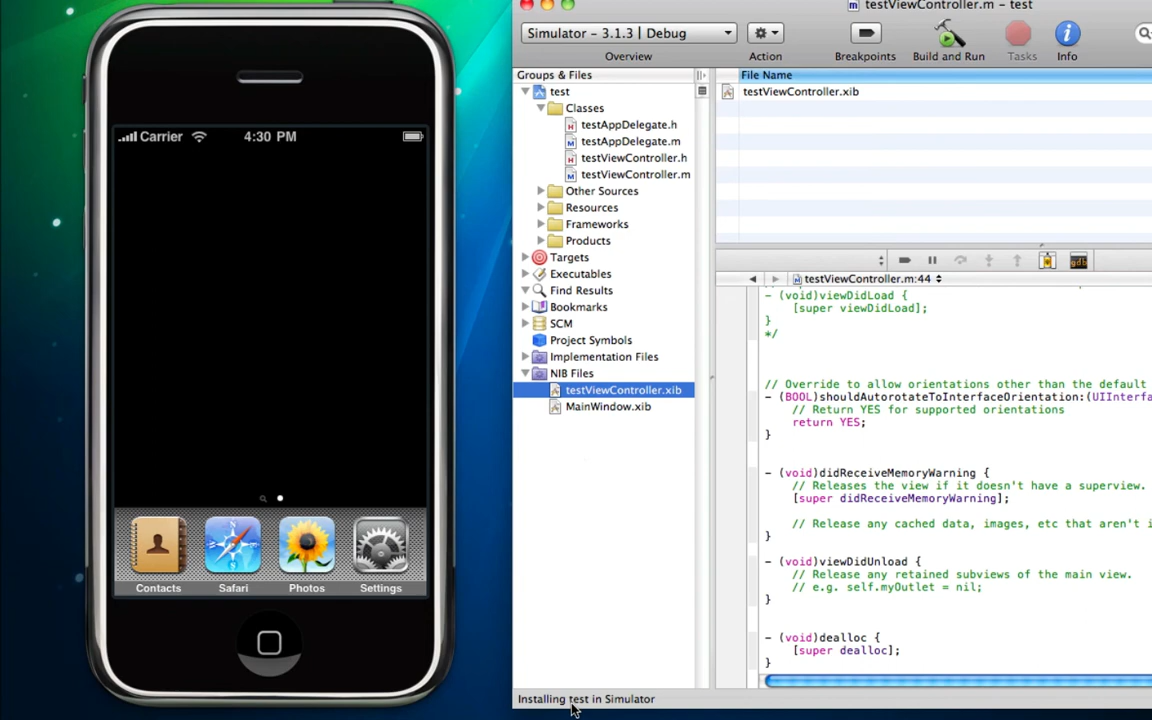 Carrier
4:30 PM
Contacts
Safari
Photos
Settings
testViewController.m - test
Simulator - 3.1.3 | Debug
Overview
Action
Breakpoints
Build and Run
Tasks
Info
Groups & Files
test
Classes
testAppDelegate.h
testAppDelegate.m
testViewController.h
testViewController.m
Other Sources
Resources
Frameworks
Products
Targets
Executables
Find Results
Bookmarks
SCM
Project Symbols
Implementation Files
NIB Files
testViewController.xib
MainWindow.xib
File Name
testViewController.xib
gdb
testViewController.m:44
- (void)viewDidLoad {
[super viewDidLoad];
}
*/
// Override to allow orientations other than the default
- (BOOL)shouldAutorotateToInterfaceOrientation:(UIInterfa
// Return YES for supported orientations
return YES;
}
- (void)didReceiveMemoryWarning {
// Releases the view if it doesn't have a superview.
[super didReceiveMemoryWarning];
// Release any cached data, images, etc that aren't i
}
- (void)viewDidUnload {
// Release any retained subviews of the main view.
// e.g. self.myOutlet = nil;
}
- (void)dealloc {
[super dealloc];
}
Installing test in Simulator